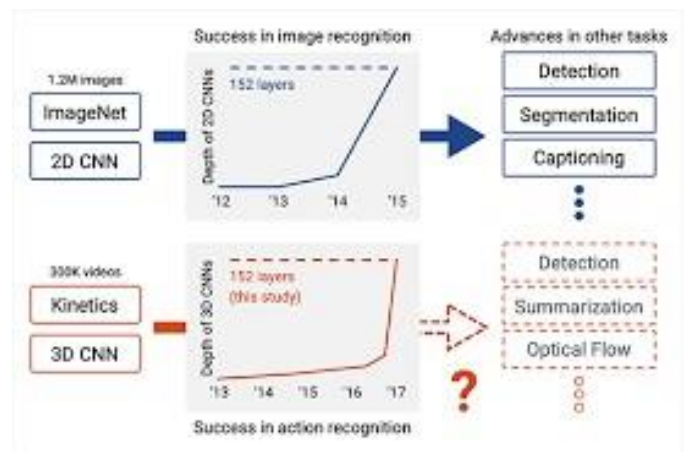 Success in image recognition
Advances in other tasks
1.2M images
ImageNet
2D CNN
Depth of 2D CNNs
152 layers
'12 '13 '14 '15
Detection
Segmentation
Captioning
300K videos
Kinetics
3D CNN
Depth of 3D CNNs
152 layers
(this study)
'13 '14 '15 '16 '17
Success in action recognition
?
Detection
Summarization
Optical Flow